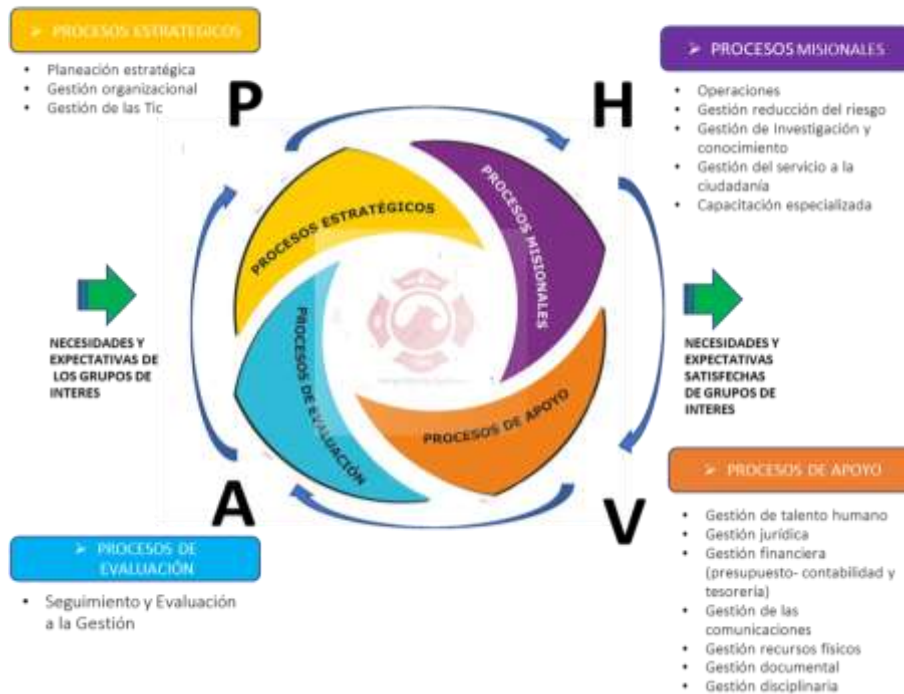 ➢ PROCESOS ESTRATEGICOS
• Planeación estratégica
• Gestión organizacional
• Gestión de las Tic
P
H
➢ PROCESOS MISIONALES
• Operaciones
• Gestión reducción del riesgo
• Gestión de Investigación y
conocimiento
• Gestión del servicio a la
ciudadanía
• Capacitación especializada
PROCESOS ESTRATÉGICOS
PROCESOS MISIONALES
PROCESOS DE EVALUACIÓN
PROCESOS DE APOYO
NECESIDADES Y
EXPECTATIVAS DE
LOS GRUPOS DE
INTERES
NECESIDADES Y
EXPECTATIVAS
SATISFECHAS
DE GRUPOS DE
INTERES
A
V
➢ PROCESOS DE
EVALUACIÓN
• Seguimiento y Evaluación
a la Gestión
➢ PROCESOS DE APOYO
• Gestión de talento humano
• Gestión jurídica
• Gestión financiera
(presupuesto- contabilidad y
tesorería)
• Gestión de las
comunicaciones
• Gestión recursos físicos
• Gestión documental
• Gestión disciplinaria